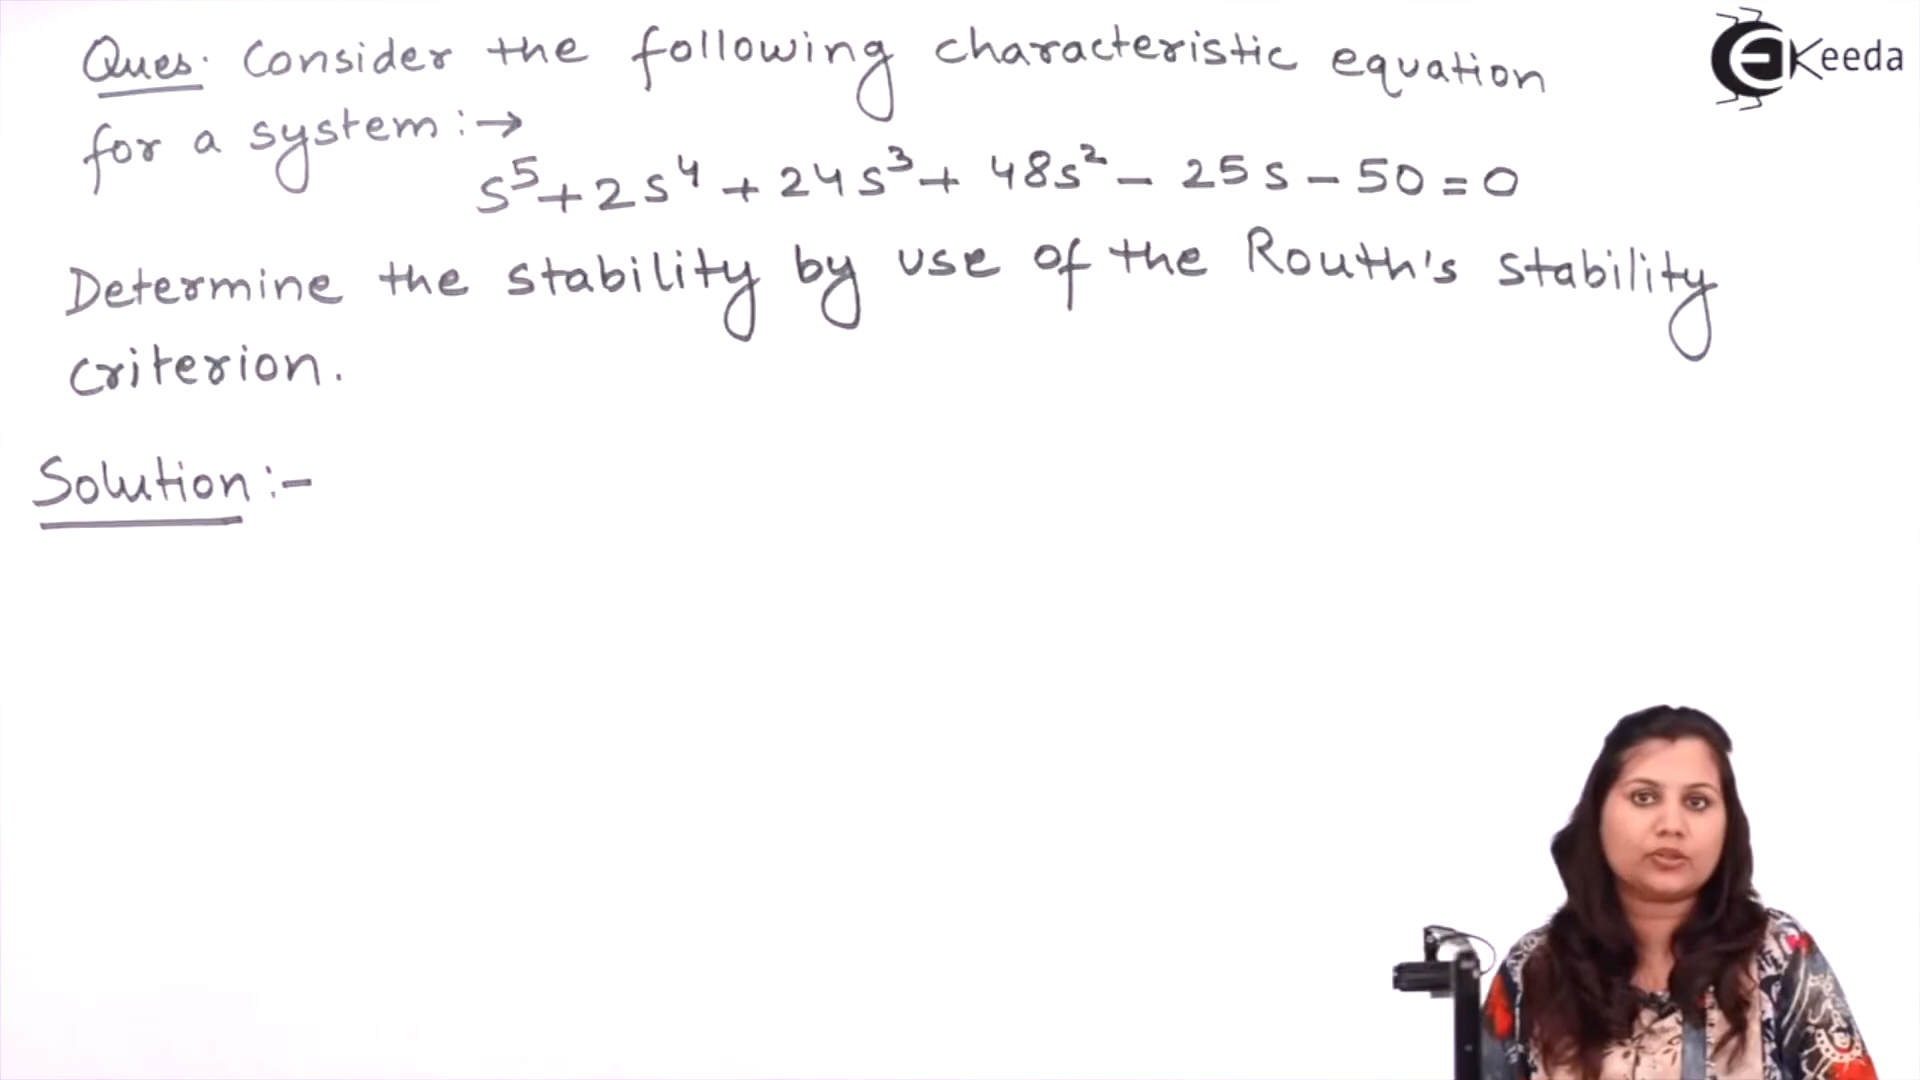 Ques. Consider the following characteristic equation
for a system :→
s⁵+2s⁴ + 24s³+ 48s² - 25s - 50 = 0
Determine the stability by use of the Routh's stability
criterion.
Solution :-
Keeda